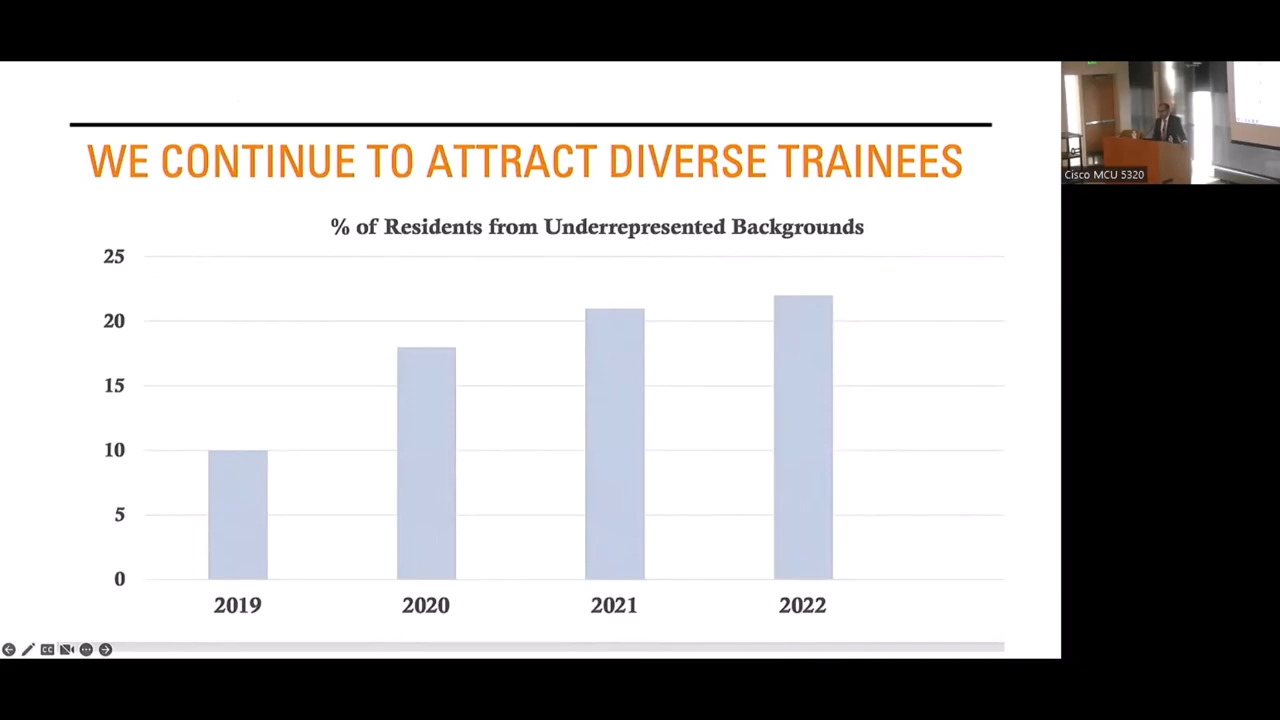 WE CONTINUE TO ATTRACT DIVERSE TRAINEES
% of Residents from Underrepresented Backgrounds
25
20
15
10
5
0
2019
2020
2021
2022
Cisco MCU 5320
CC